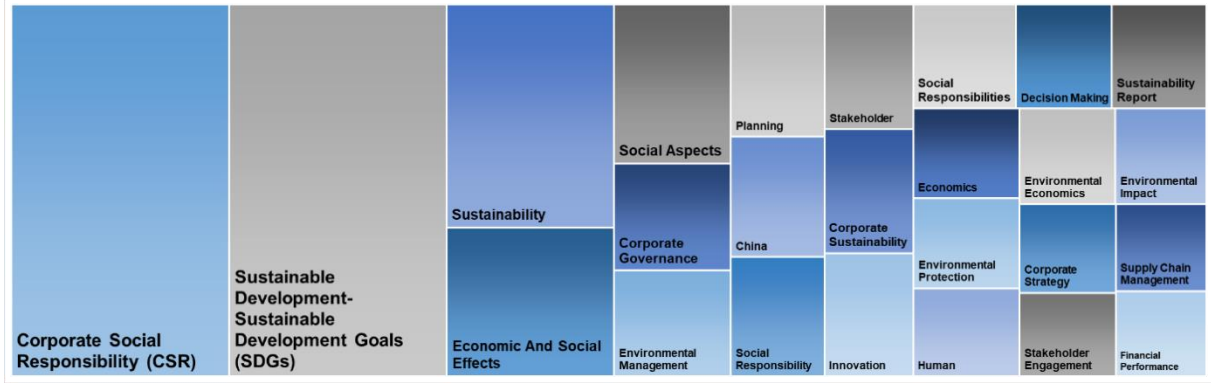 Corporate Social
Responsibility (CSR)
Sustainable
Development-
Sustainable
Development Goals
(SDGs)
Sustainability
Economic And Social
Effects
Social Aspects
Corporate
Governance
Environmental
Management
Planning
China
Social
Responsibility
Stakeholder
Corporate
Sustainability
Innovation
Social
Responsibilities
Decision Making
Sustainability
Report
Economics
Environmental
Economics
Environmental
Impact
Environmental
Protection
Corporate
Strategy
Supply Chain
Management
Human
Stakeholder
Engagement
Financial
Performance